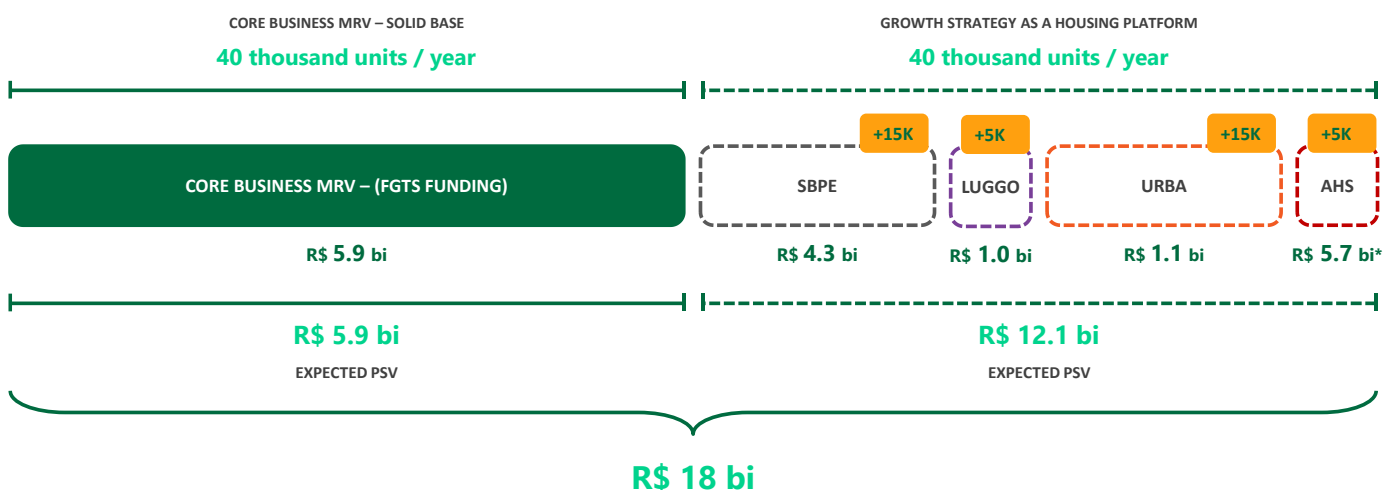 CORE BUSINESS MRV – SOLID BASE
40 thousand units / year
GROWTH STRATEGY AS A HOUSING PLATFORM
40 thousand units / year
CORE BUSINESS MRV – (FGTS FUNDING)
+15K
SBPE
+5K
LUGGO
+15K
URBA
+5K
AHS
R$ 5.9 bi
R$ 4.3 bi
R$ 1.0 bi
R$ 1.1 bi
R$ 5.7 bi*
R$ 5.9 bi
EXPECTED PSV
R$ 12.1 bi
EXPECTED PSV
R$ 18 bi